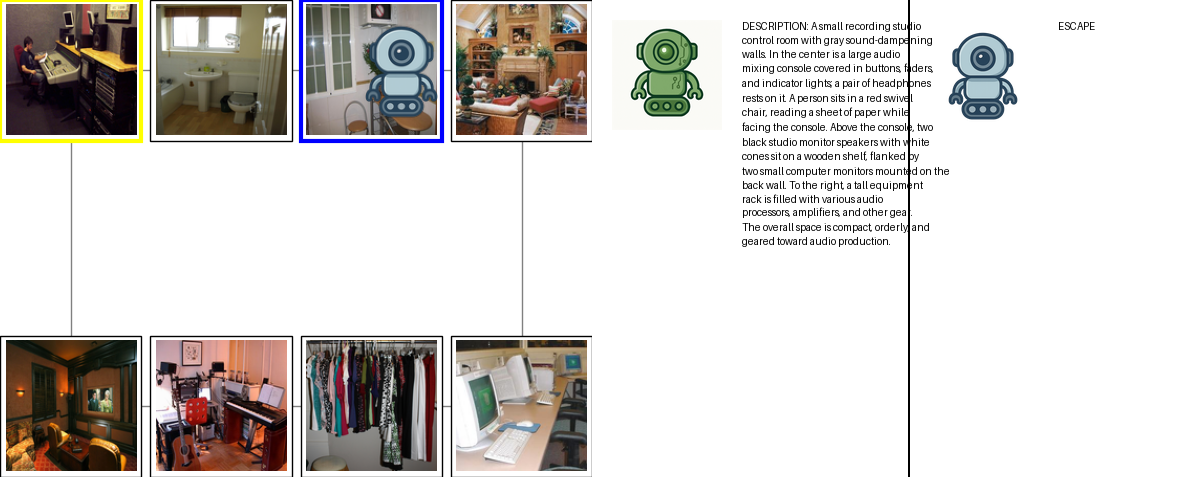 DESCRIPTION: A small recording studio
control room with gray sound-dampening
walls. In the center is a large audio
mixing console covered in buttons, faders,
and indicator lights; a pair of headphones
rests on it. A person sits in a red swivel
chair, reading a sheet of paper while
facing the console. Above the console, two
black studio monitor speakers with white
cones sit on a wooden shelf, flanked by
two small computer monitors mounted on the
back wall. To the right, a tall equipment
rack is filled with various audio
processors, amplifiers, and other gear.
The overall space is compact, orderly, and
geared toward audio production.
ESCAPE